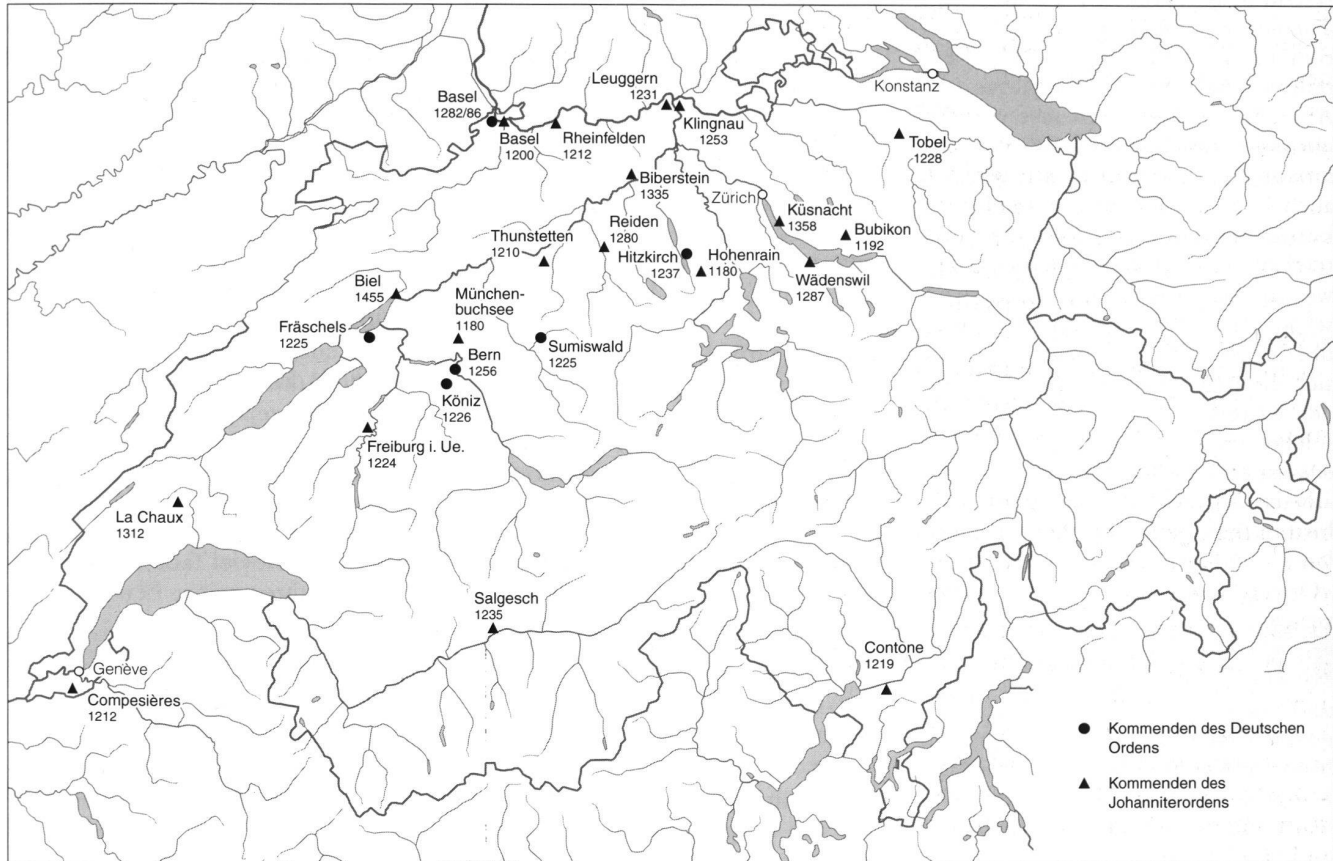 Konstanz
Leuggern
1231
Basel
1282/86
Klingnau
1253
Basel
1200
Rheinfelden
1212
Tobel
1228
Biberstein
1335
Zürich
Küsnacht
1358
Bubikon
1192
Reiden
1280
Thunstetten
1210
Hitzkirch
1237
Hohenrain
1180
Wädenswil
1287
Biel
1455
München-
buchsee
1180
Fräschels
1225
Sumiswald
1225
Bern
1256
Köniz
1226
Freiburg i. Ue.
1224
La Chaux
1312
Salgesch
1235
Contone
1219
Genève
Compesières
1212
Kommenden des Deutschen
Ordens
Kommenden des
Johanniterordens